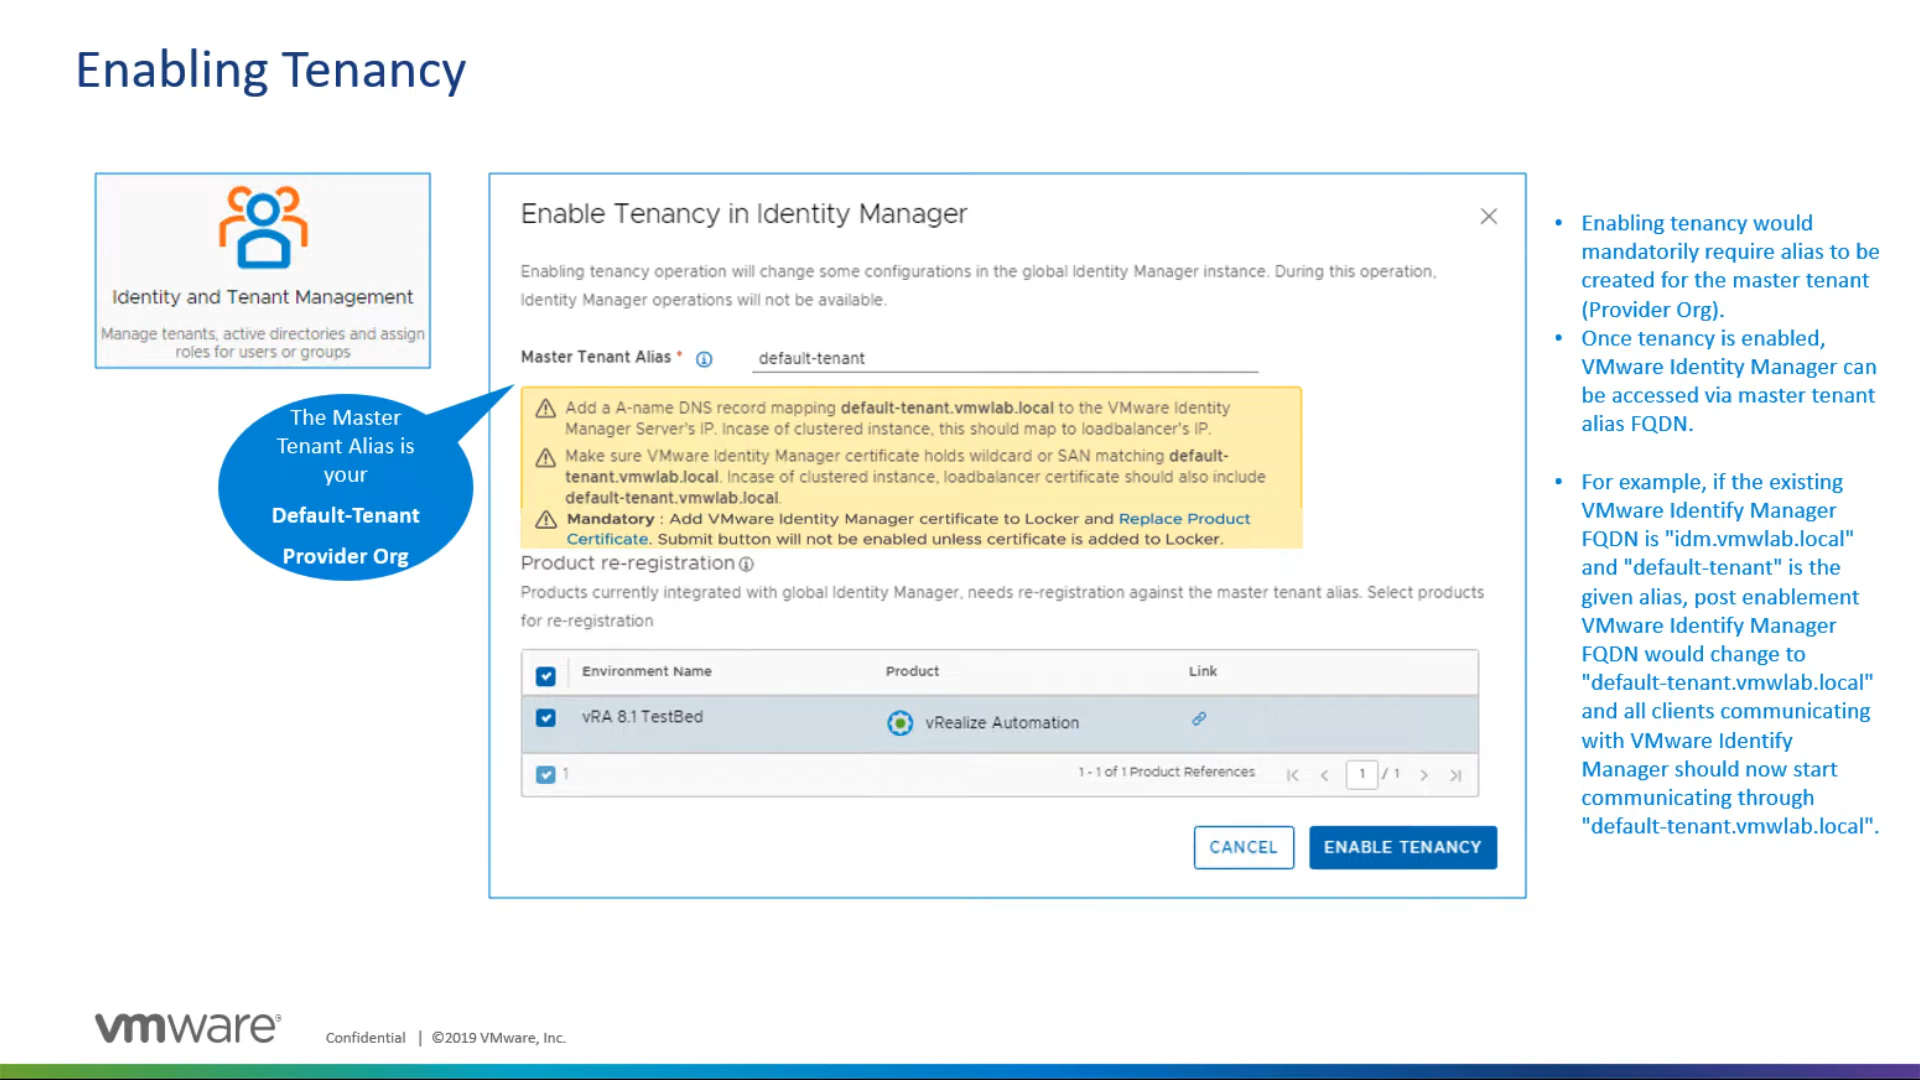 Enabling Tenancy
Identity and Tenant Management
Manage tenants, active directories and assign
roles for users or groups
The Master
Tenant Alias is
your
Default-Tenant
Provider Org
Enable Tenancy in Identity Manager
Enabling tenancy operation will change some configurations in the global Identity Manager instance. During this operation,
Identity Manager operations will not be available.
Master Tenant Alias * default-tenant
Add a A-name DNS record mapping default-tenant.vmwlab.local to the VMware Identity
Manager Server's IP. Incase of clustered instance, this should map to loadbalancer's IP.
Make sure VMware Identity Manager certificate holds wildcard or SAN matching default-
tenant.vmwlab.local. Incase of clustered instance, loadbalancer certificate should also include
default-tenant.vmwlab.local.
Mandatory : Add VMware Identity Manager certificate to Locker and Replace Product
Certificate. Submit button will not be enabled unless certificate is added to Locker.
Product re-registration
Products currently integrated with global Identity Manager, needs re-registration against the master tenant alias. Select products
for re-registration
Environment Name Product Link
vRA 8.1 TestBed vRealize Automation
1 1 - 1 of 1 Product References 1 / 1
CANCEL ENABLE TENANCY
• Enabling tenancy would
mandatorily require alias to be
created for the master tenant
(Provider Org).
• Once tenancy is enabled,
VMware Identity Manager can
be accessed via master tenant
alias FQDN.
• For example, if the existing
VMware Identify Manager
FQDN is "idm.vmwlab.local"
and "default-tenant" is the
given alias, post enablement
VMware Identify Manager
FQDN would change to
"default-tenant.vmwlab.local"
and all clients communicating
with VMware Identify
Manager should now start
communicating through
"default-tenant.vmwlab.local".
vmware®
Confidential | ©2019 VMware, Inc.